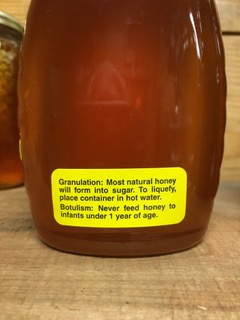 Granulation: Most natural honey
will form into sugar. To liquefy,
place container in hot water.
Botulism: Never feed honey to
infants under 1 year of age.